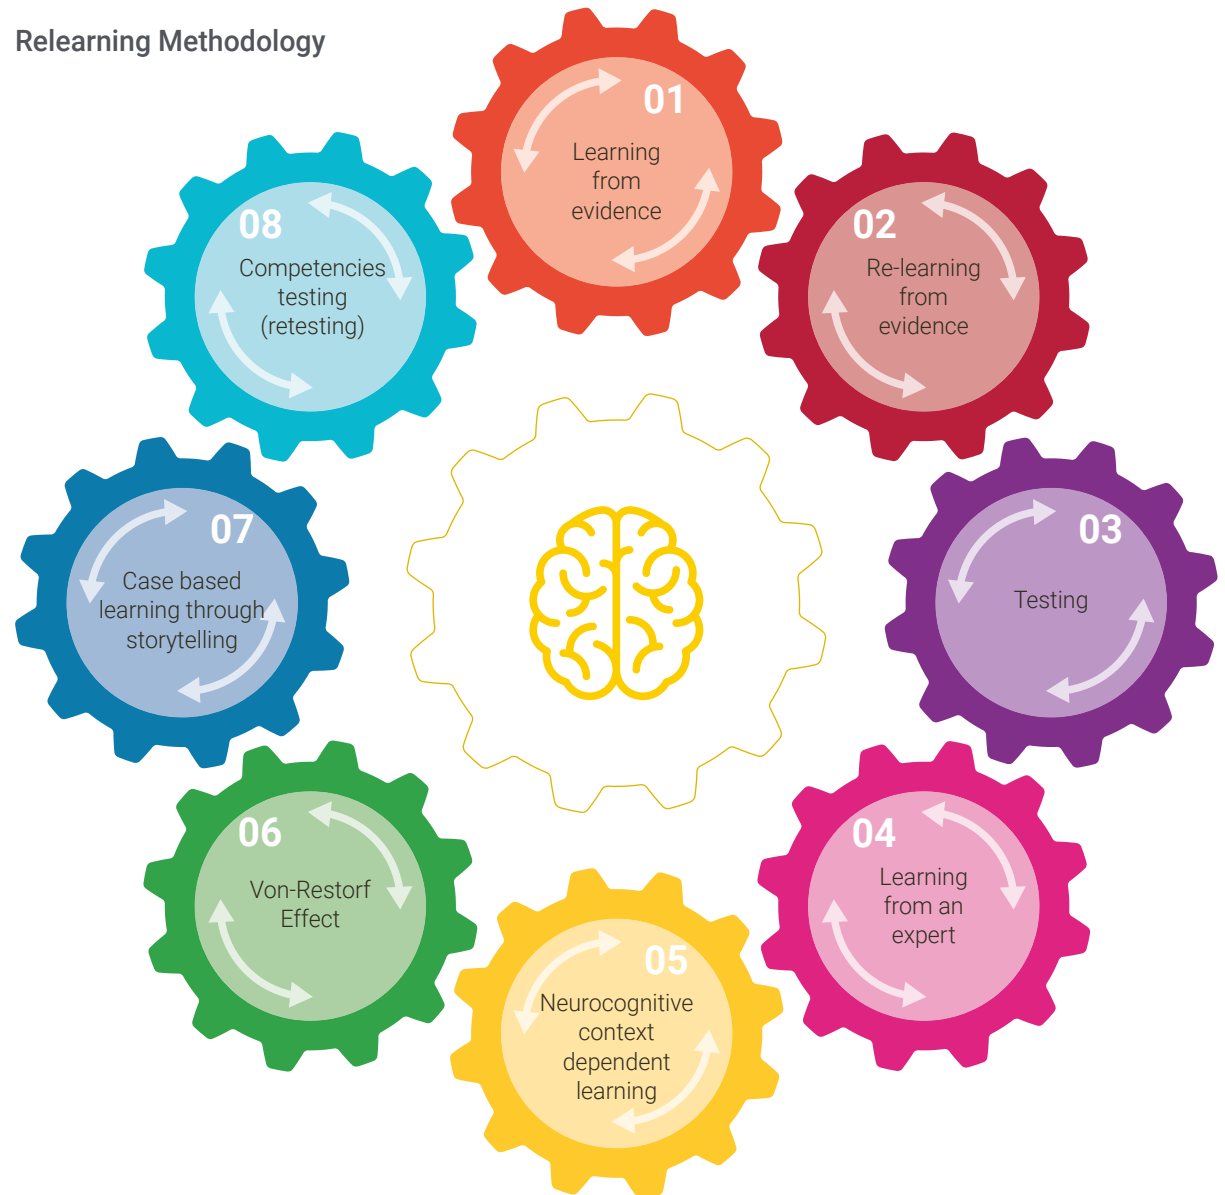 Relearning Methodology
01
Learning
from
evidence
02
Re-learning
from
evidence
03
Testing
04
Learning
from an
expert
05
Neurocognitive
context
dependent
learning
06
Von-Restorf
Effect
07
Case based
learning through
storytelling
08
Competencies
testing
(retesting)